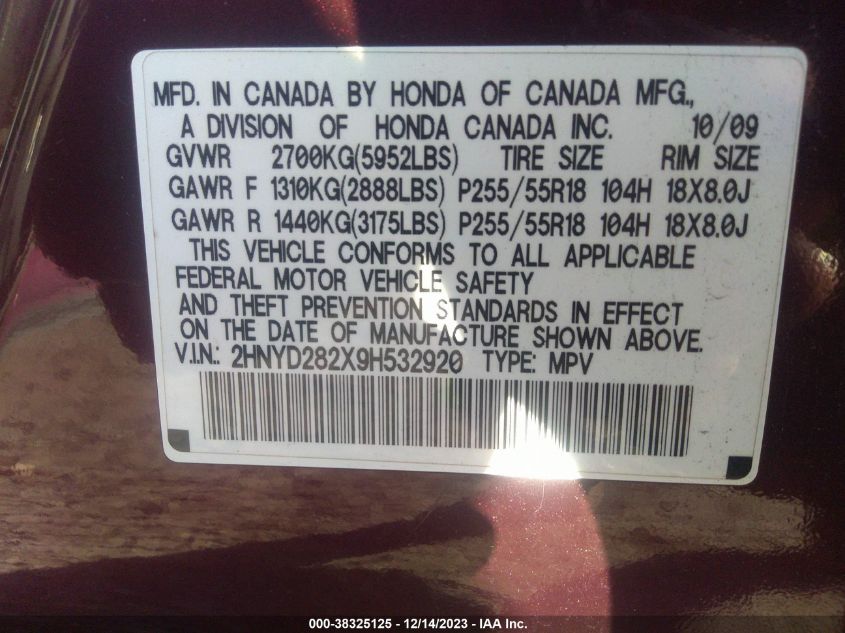 MFD. IN CANADA BY HONDA OF CANADA MFG.,
A DIVISION OF HONDA CANADA INC. 10/09
GVWR 2700KG(5952LBS) TIRE SIZE RIM SIZE
GAWR F 1310KG(2888LBS) P255/55R18 104H 18X8.0J
GAWR R 1440KG(3175LBS) P255/55R18 104H 18X8.0J
THIS VEHICLE CONFORMS TO ALL APPLICABLE
FEDERAL MOTOR VEHICLE SAFETY
AND THEFT PREVENTION STANDARDS IN EFFECT
ON THE DATE OF MANUFACTURE SHOWN ABOVE.
V.I.N.: 2HNYD282X9H532920 TYPE: MPV
000-38325125 - 12/14/2023 - IAA Inc.